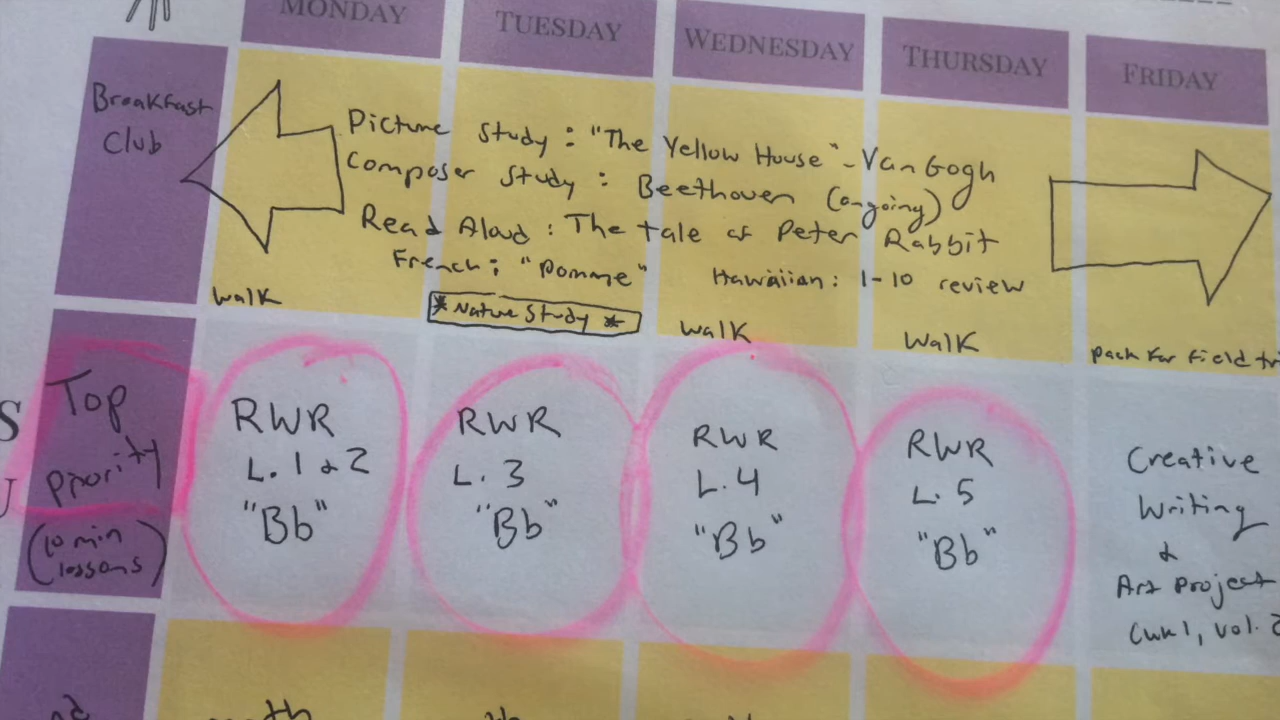 MONDAY
TUESDAY
WEDNESDAY
THURSDAY
FRIDAY
Breakfast
Club
Picture Study : "The Yellow House" - Van Gogh
Composer Study : Beethoven (ongoing)
Read Aloud : The tale of Peter Rabbit
French : "Pomme"
Hawaiian : 1-10 review
walk
* Nature Study *
walk
walk
pack for field
Top
priority
(10 min
lessons)
RWR
L. 1 & 2
"Bb"
RWR
L. 3
"Bb"
RWR
L. 4
"Bb"
RWR
L. 5
"Bb"
Creative
Writing
&
Art Project
vol.